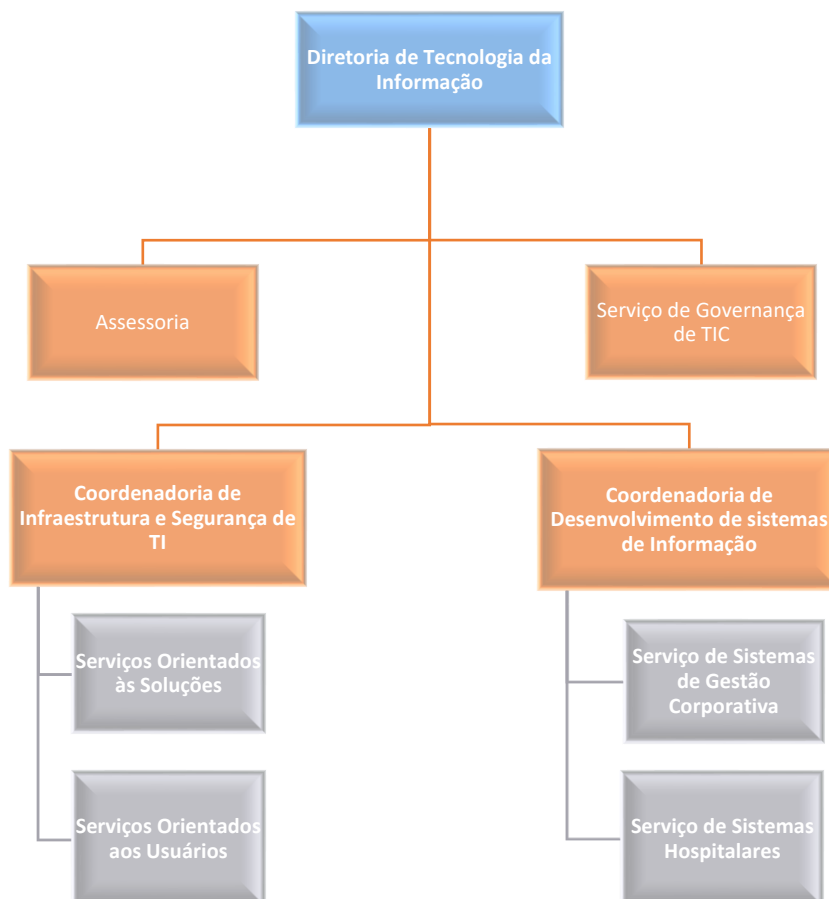 Diretoria de Tecnologia da
Informação
Assessoria
Serviço de Governança
de TIC
Coordenadoria de
Infraestrutura e Segurança de
TI
Coordenadoria de
Desenvolvimento de sistemas
de Informação
Serviços Orientados
às Soluções
Serviços Orientados
aos Usuários
Serviço de Sistemas
de Gestão
Corporativa
Serviço de Sistemas
Hospitalares